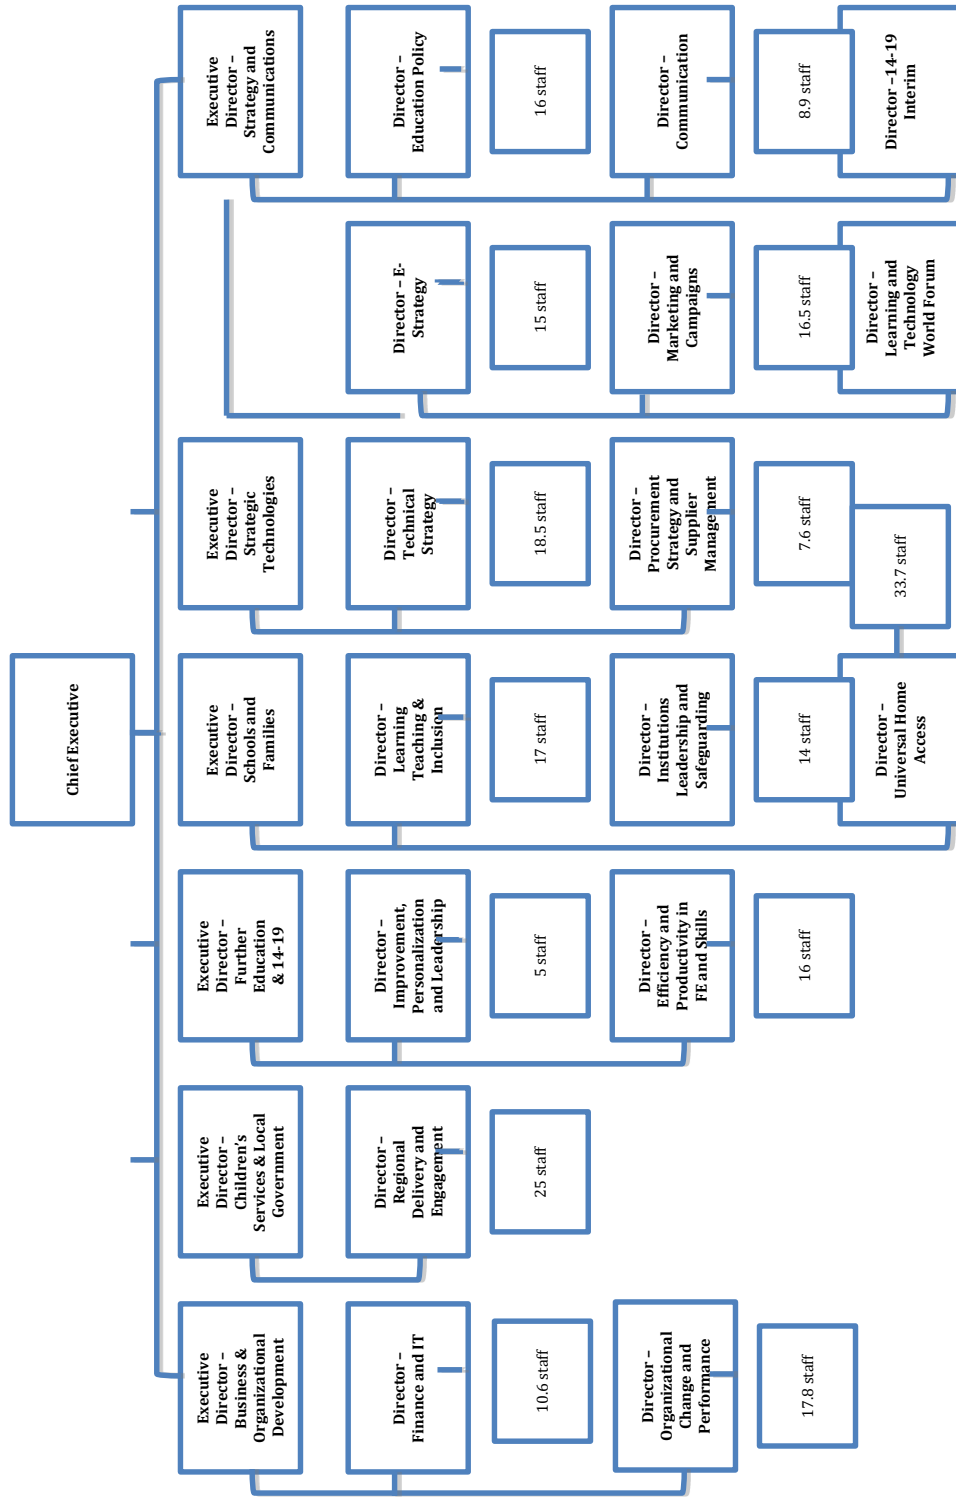 Chief Executive
Executive
Director –
Business &
Organizational
Development
Executive
Director –
Children's
Services & Local
Government
Executive
Director –
Further
Education
& 14-19
Executive
Director –
Schools and
Families
Executive
Director –
Strategic
Technologies
Executive
Director –
Strategy and
Communications
Director –
Finance and IT
Director –
Regional
Delivery and
Engagement
Director –
Improvement,
Personalization
and Leadership
Director –
Learning
Teaching &
Inclusion
Director –
Technical
Strategy
Director – E-
Strategy
Director –
Education Policy
10.6 staff
25 staff
5 staff
17 staff
18.5 staff
15 staff
16 staff
Director –
Organizational
Change and
Performance
Director –
Efficiency and
Productivity in
FE and Skills
Director –
Institutions
Leadership and
Safeguarding
Director –
Procurement
Strategy and
Supplier
Management
Director –
Marketing and
Campaigns
Director –
Communication
17.8 staff
16 staff
14 staff
7.6 staff
16.5 staff
8.9 staff
Director –
Universal Home
Access
33.7 staff
Director –
Learning and
Technology
World Forum
Director –14-19
Interim